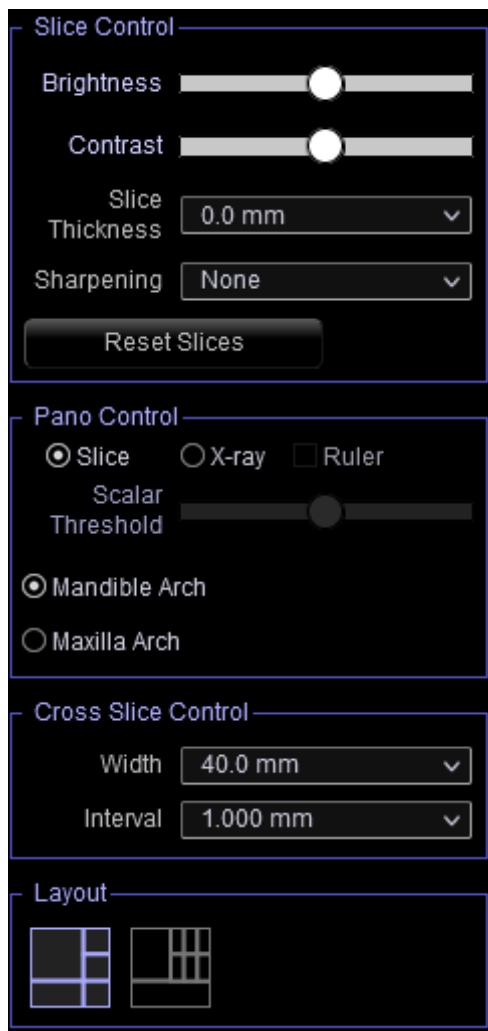 Slice Control
Brightness
Contrast
Slice
Thickness
0.0 mm
Sharpening None
Reset Slices
Pano Control
Slice X-ray Ruler
Scalar
Threshold
Mandible Arch
Maxilla Arch
Cross Slice Control
Width 40.0 mm
Interval 1.000 mm
Layout